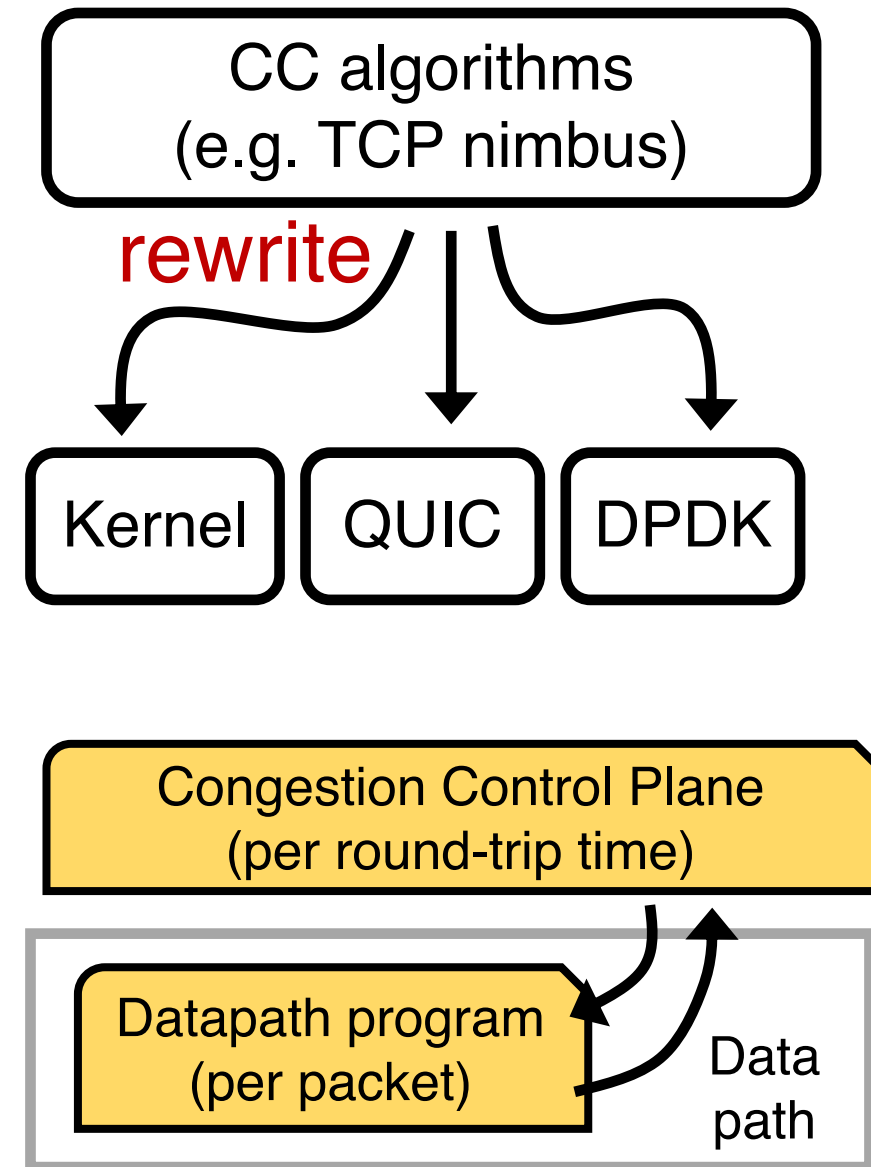 CC algorithms
(e.g. TCP nimbus)
rewrite
Kernel
QUIC
DPDK
Congestion Control Plane
(per round-trip time)
Datapath program
(per packet)
Data
path